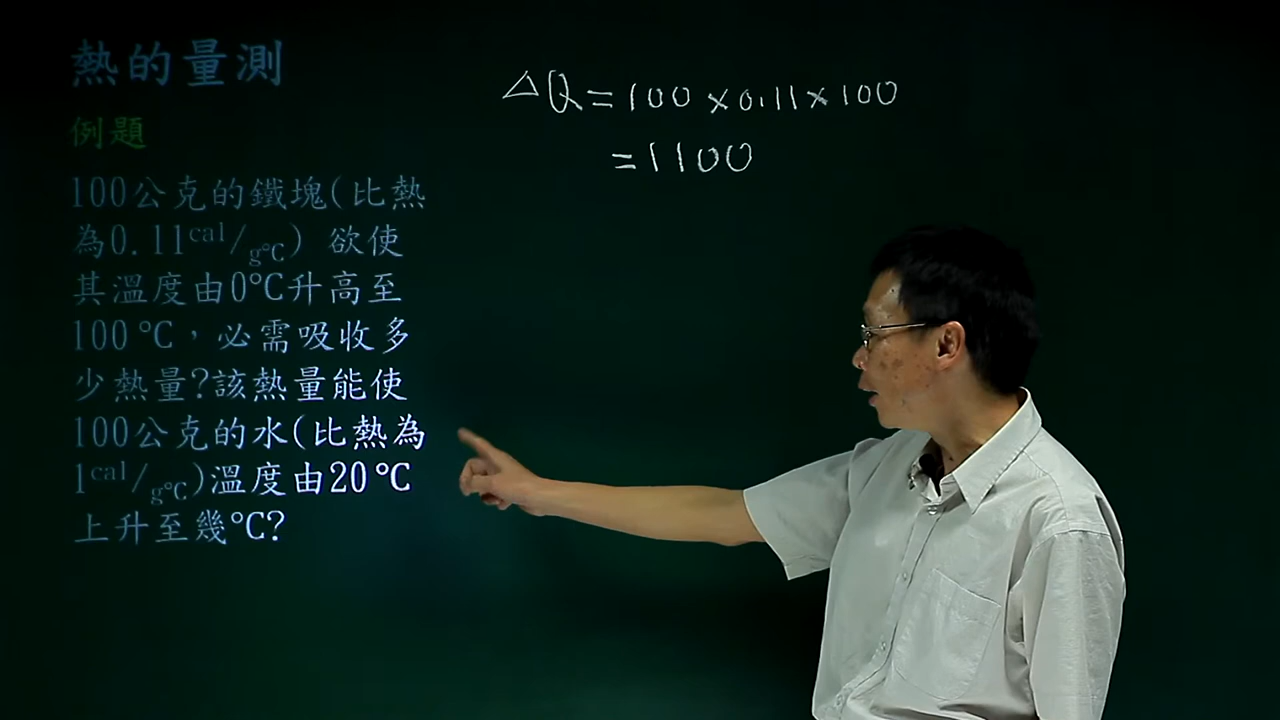 熱的量測
例題
100公克的鐵塊(比熱
為0.11cal/g℃) 欲使
其溫度由0℃升高至
100℃,必需吸收多
少熱量?該熱量能使
100公克的水(比熱為
1cal/g℃)溫度由20℃
上升至幾℃?
△Q=100×0.11×100
=1100